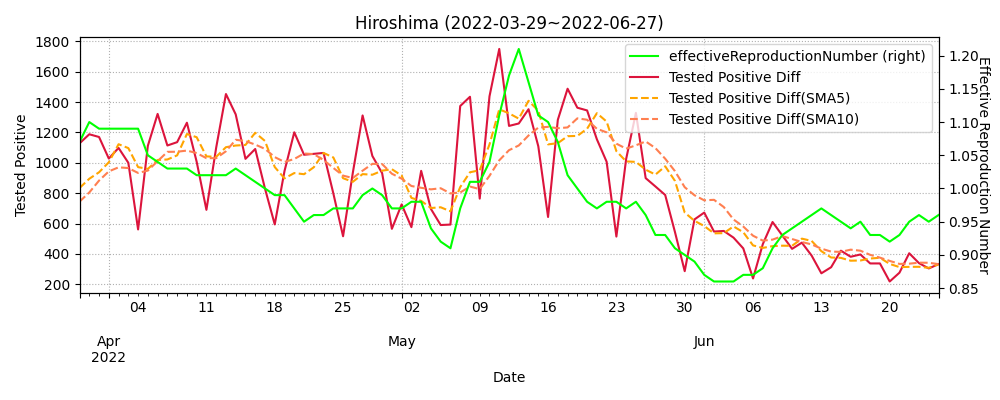 Hiroshima (2022-03-29~2022-06-27)
effectiveReproductionNumber (right)
Tested Positive Diff
Tested Positive Diff(SMA5)
Tested Positive Diff(SMA10)
Tested Positive
1800
1600
1400
1200
1000
800
600
400
200
1.20
1.15
1.10
1.05
1.00
0.95
0.90
0.85
Effective Reproduction Number
04 11 18 25 02 09 16 23 30 06 13 20
Apr May Jun
2022
Date